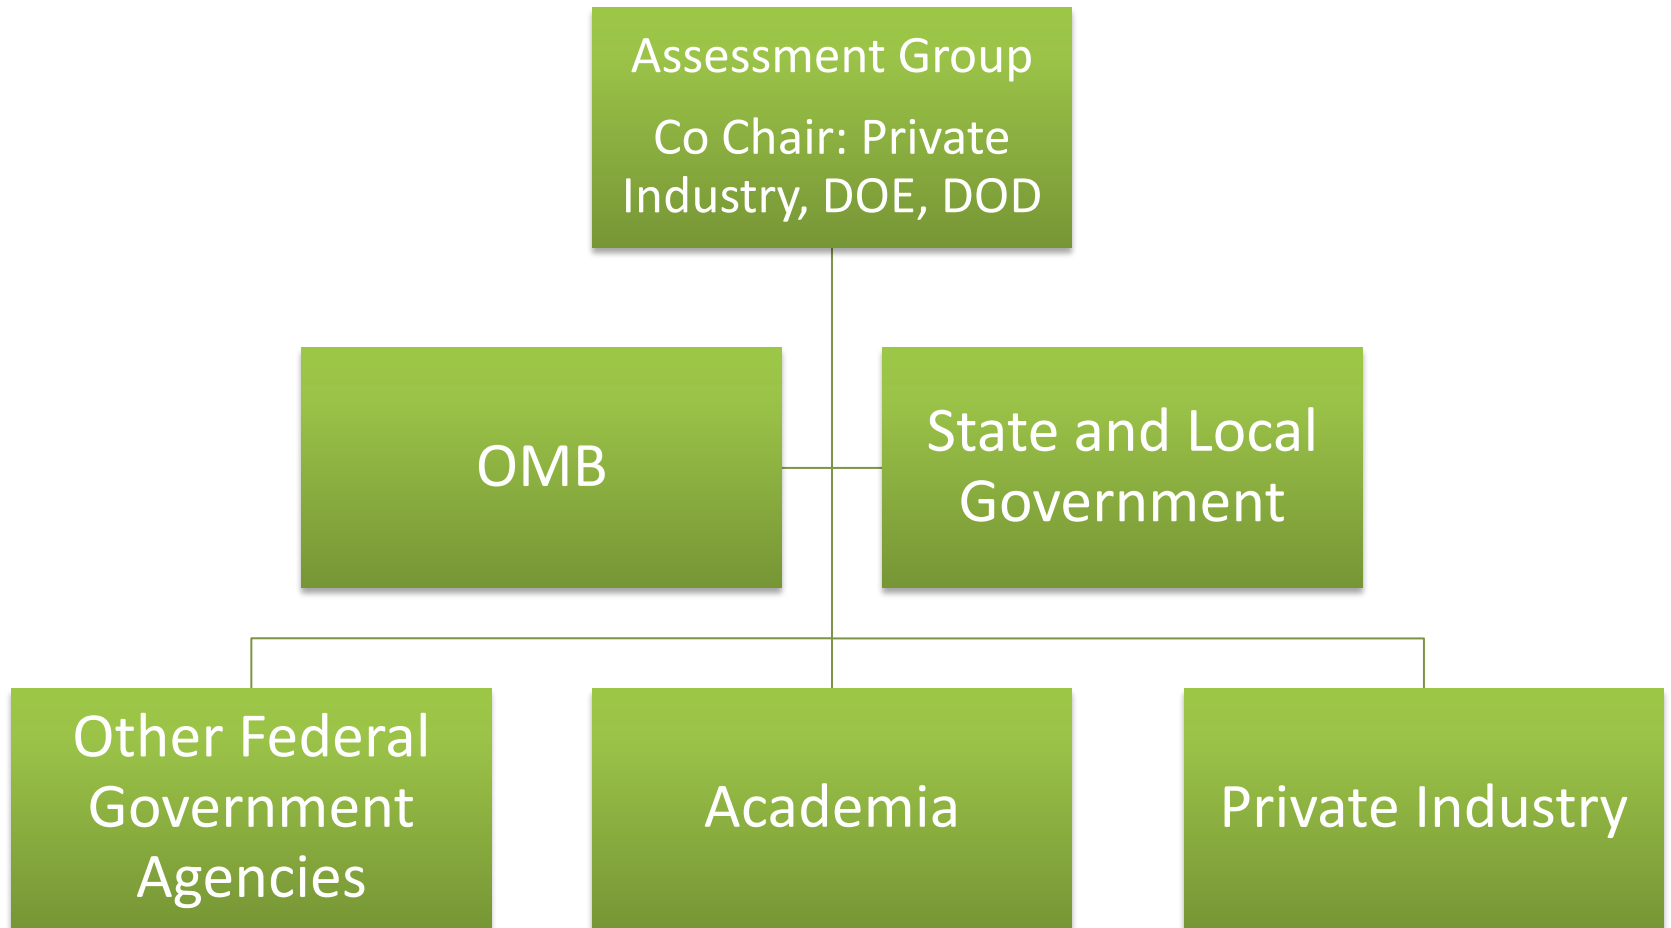 Assessment Group
Co Chair: Private
Industry, DOE, DOD
OMB
State and Local
Government
Other Federal
Government
Agencies
Academia
Private Industry